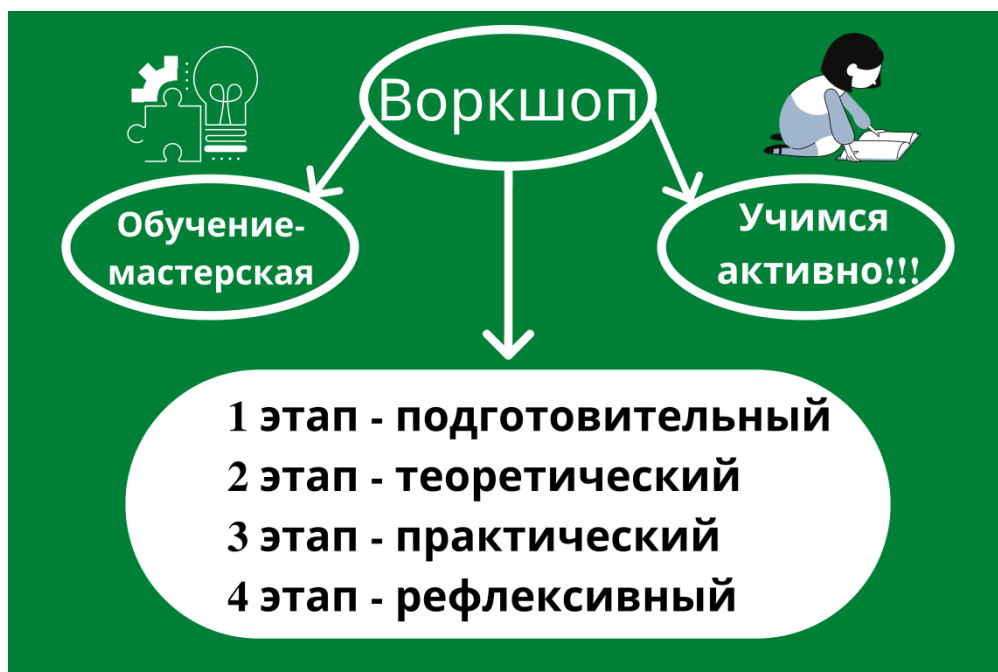 Воркшоп
Обучение-
мастерская
Учимся
активно!!!
1 этап - подготовительный
2 этап - теоретический
3 этап - практический
4 этап - рефлексивный